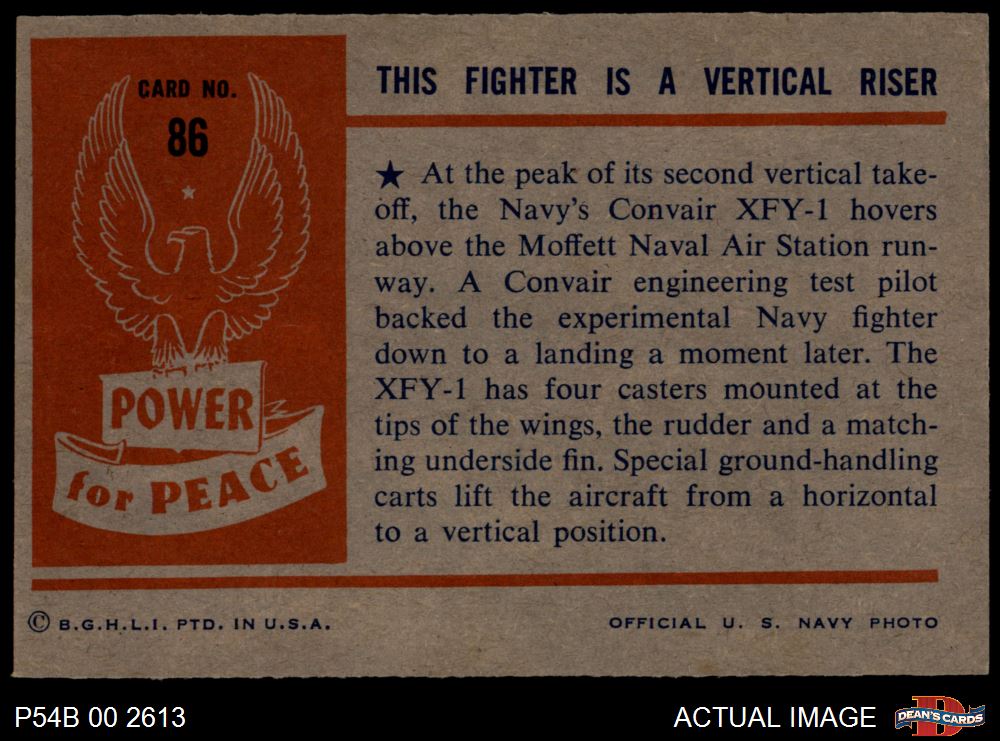 CARD NO.
86
POWER
for PEACE
THIS FIGHTER IS A VERTICAL RISER
★ At the peak of its second vertical take-
off, the Navy's Convair XFY-1 hovers
above the Moffett Naval Air Station run-
way. A Convair engineering test pilot
backed the experimental Navy fighter
down to a landing a moment later. The
XFY-1 has four casters mounted at the
tips of the wings, the rudder and a match-
ing underside fin. Special ground-handling
carts lift the aircraft from a horizontal
to a vertical position.
© B.G.H.L.I. PTD. IN U.S.A.
OFFICIAL U. S. NAVY PHOTO
P54B 00 2613
ACTUAL IMAGE
D
DEAN'S CARDS